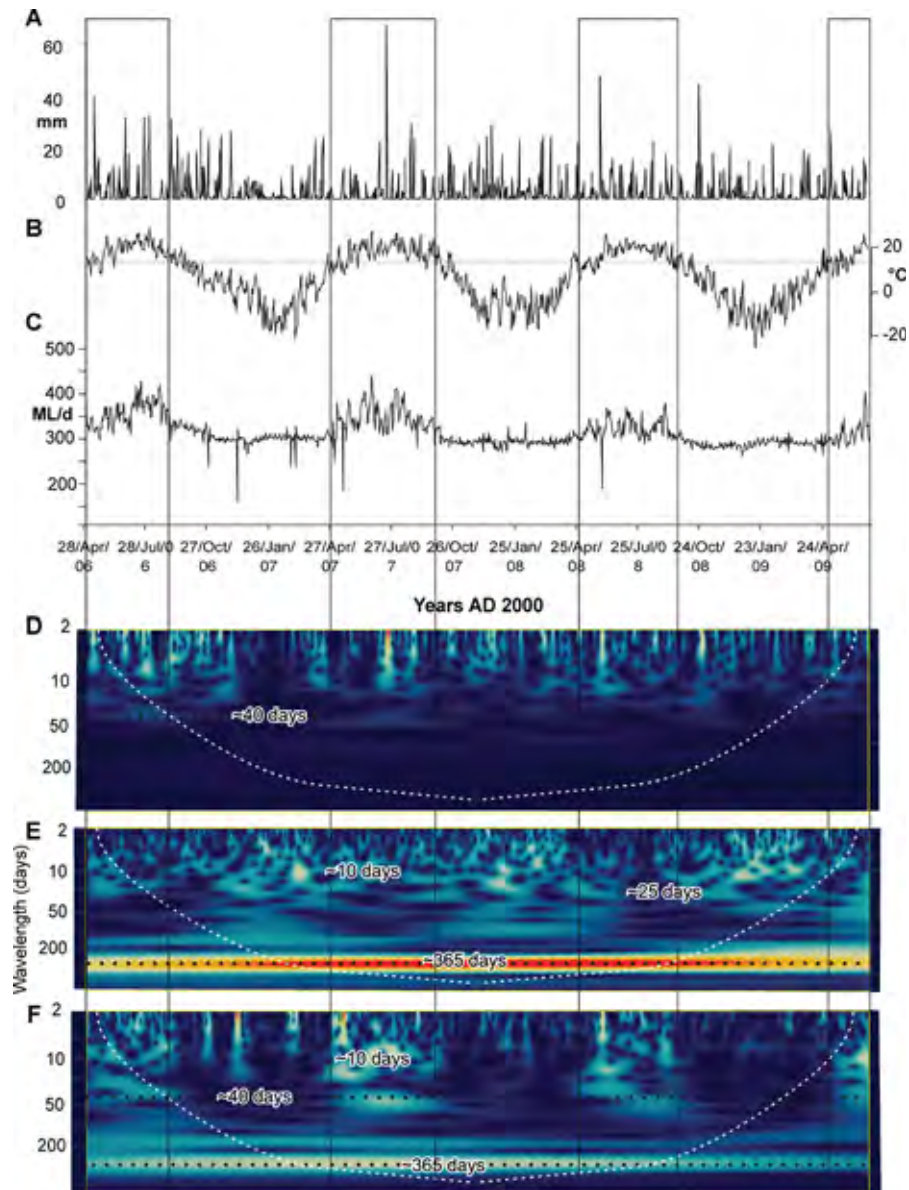 A
60
40
mm
20
0
B
20
°C
0
-20
C
500
400
ML/d
300
200
28/Apr/ 28/Jul/0 27/Oct/ 26/Jan/ 27/Apr/ 27/Jul/0 26/Oct/ 25/Jan/ 25/Apr/ 25/Jul/0 24/Oct/ 23/Jan/ 24/Apr/
06 6 06 07 07 7 07 08 08 8 08 09 09
Years AD 2000
D
2
10
50
200
~40 days
E
2
10
50
200
~10 days
~25 days
~365 days
Wavelength (days)
F
2
10
50
200
~10 days
~40 days
~365 days